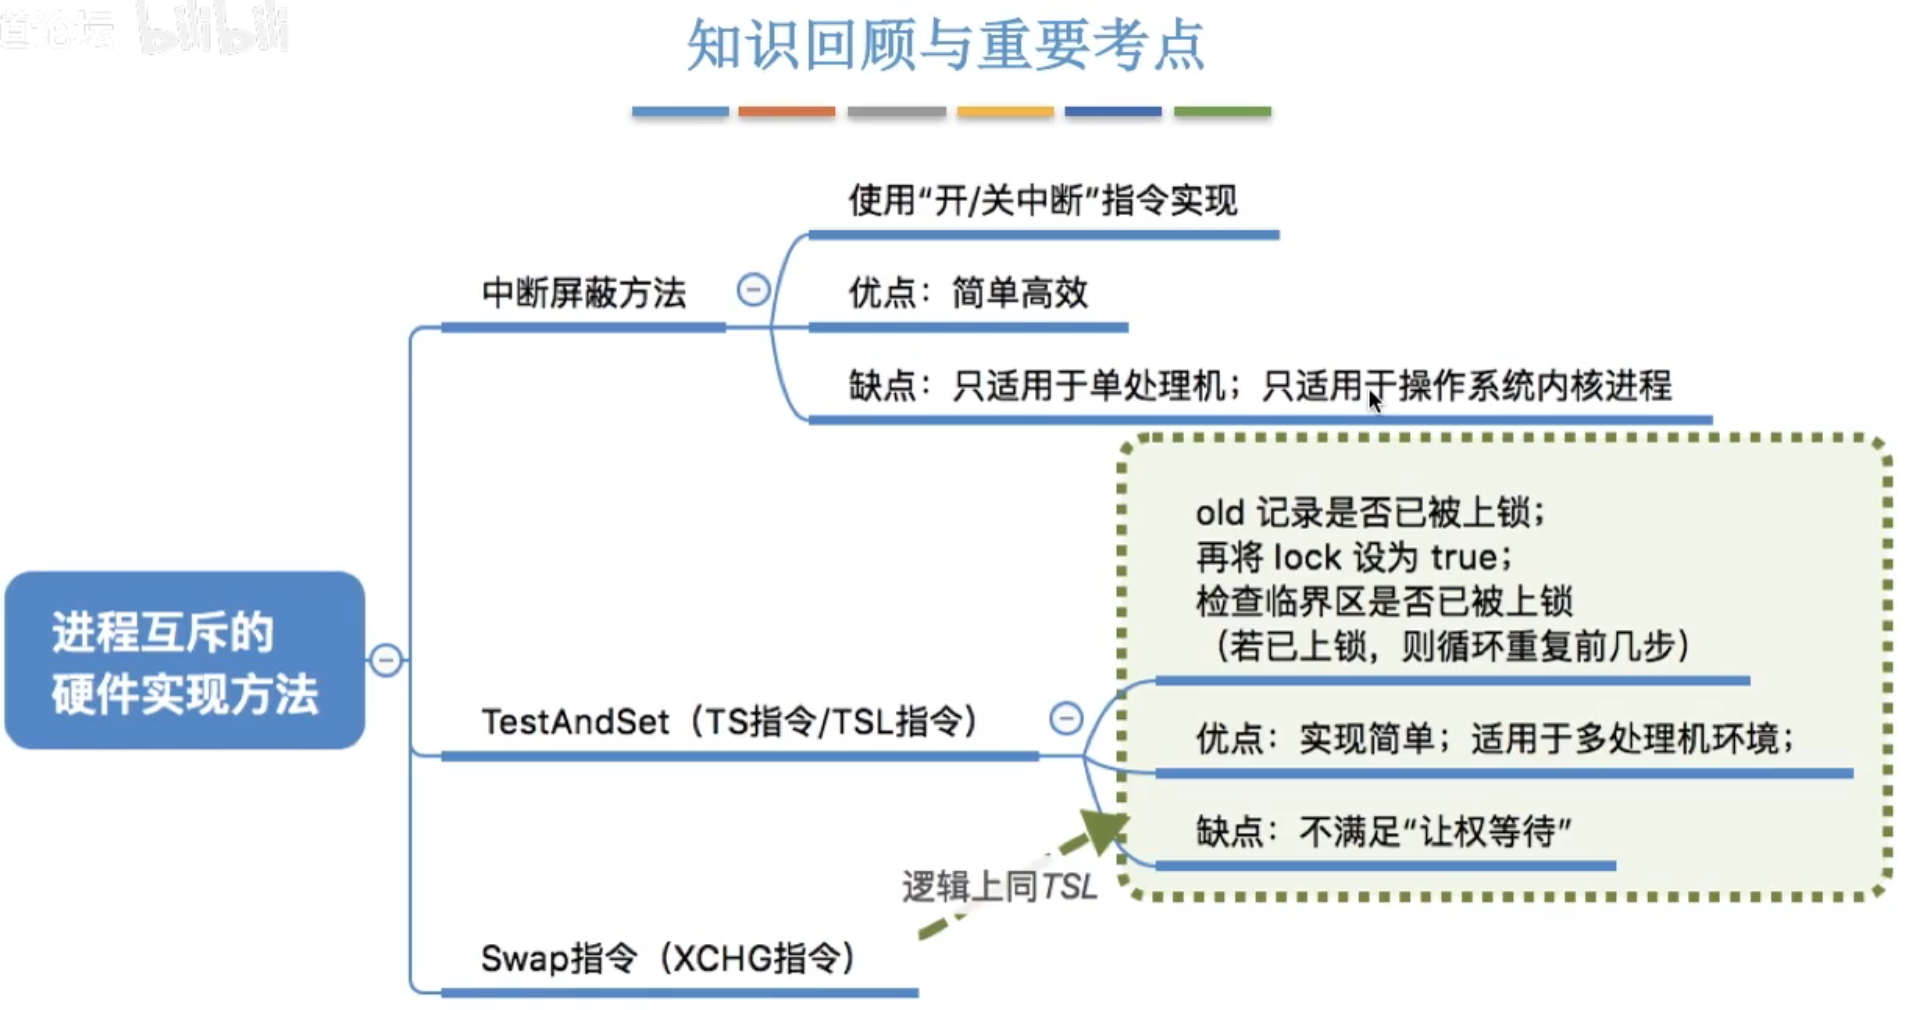 道论坛 bilibili
知识回顾与重要考点
使用“开/关中断”指令实现
中断屏蔽方法
优点：简单高效
缺点：只适用于单处理机；只适用于操作系统内核进程
old 记录是否已被上锁；
再将 lock 设为 true；
检查临界区是否已被上锁
（若已上锁，则循环重复前几步）
进程互斥的
硬件实现方法
TestAndSet（TS指令/TSL指令）
优点：实现简单；适用于多处理机环境；
缺点：不满足“让权等待”
逻辑上同TSL
Swap指令（XCHG指令）